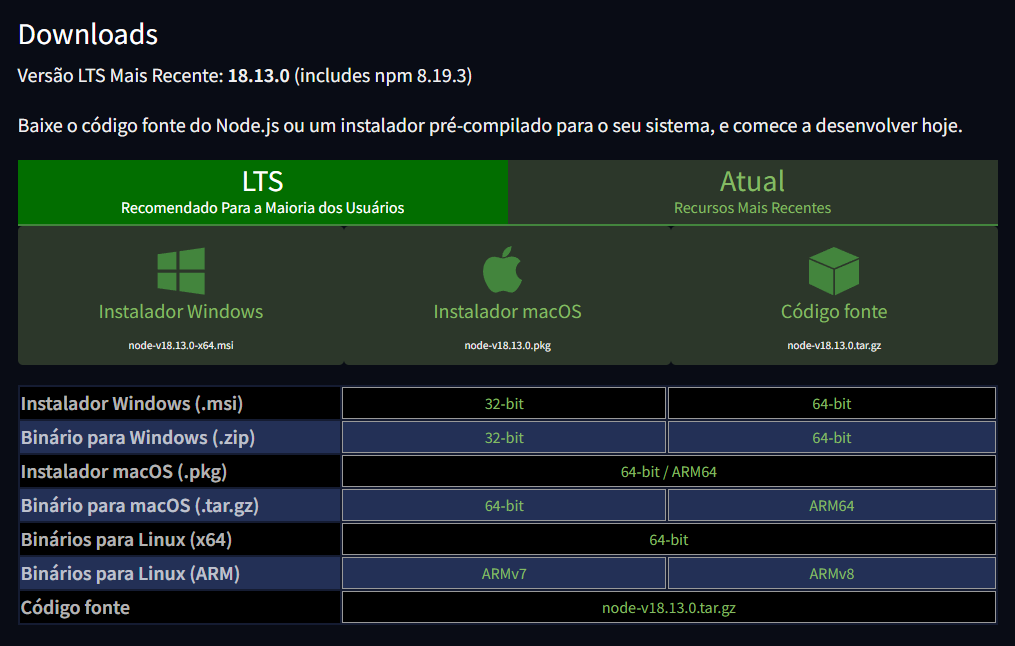 Downloads
Versão LTS Mais Recente: 18.13.0 (includes npm 8.19.3)
Baixe o código fonte do Node.js ou um instalador pré-compilado para o seu sistema, e comece a desenvolver hoje.
LTS
Recomendado Para a Maioria dos Usuários
Atual
Recursos Mais Recentes
Instalador Windows
node-v18.13.0-x64.msi
Instalador macOS
node-v18.13.0.pkg
Código fonte
node-v18.13.0.tar.gz
Instalador Windows (.msi) 32-bit 64-bit
Binário para Windows (.zip) 32-bit 64-bit
Instalador macOS (.pkg) 64-bit / ARM64
Binário para macOS (.tar.gz) 64-bit ARM64
Binários para Linux (x64) 64-bit
Binários para Linux (ARM) ARMv7 ARMv8
Código fonte node-v18.13.0.tar.gz